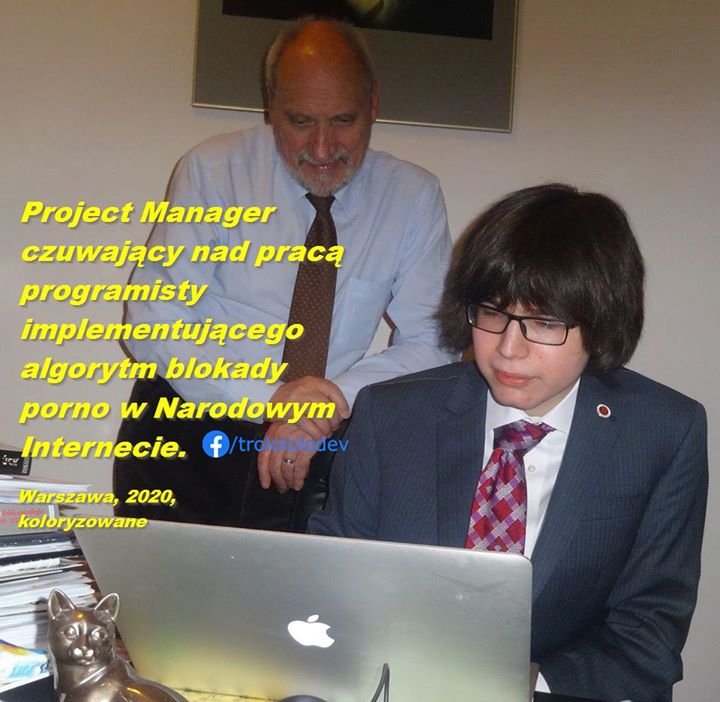 Project Manager
czuwający nad pracą
programisty
implementującego
algorytm blokady
porno w Narodowym
Internecie.
/trolololodev
Warszawa, 2020,
koloryzowane